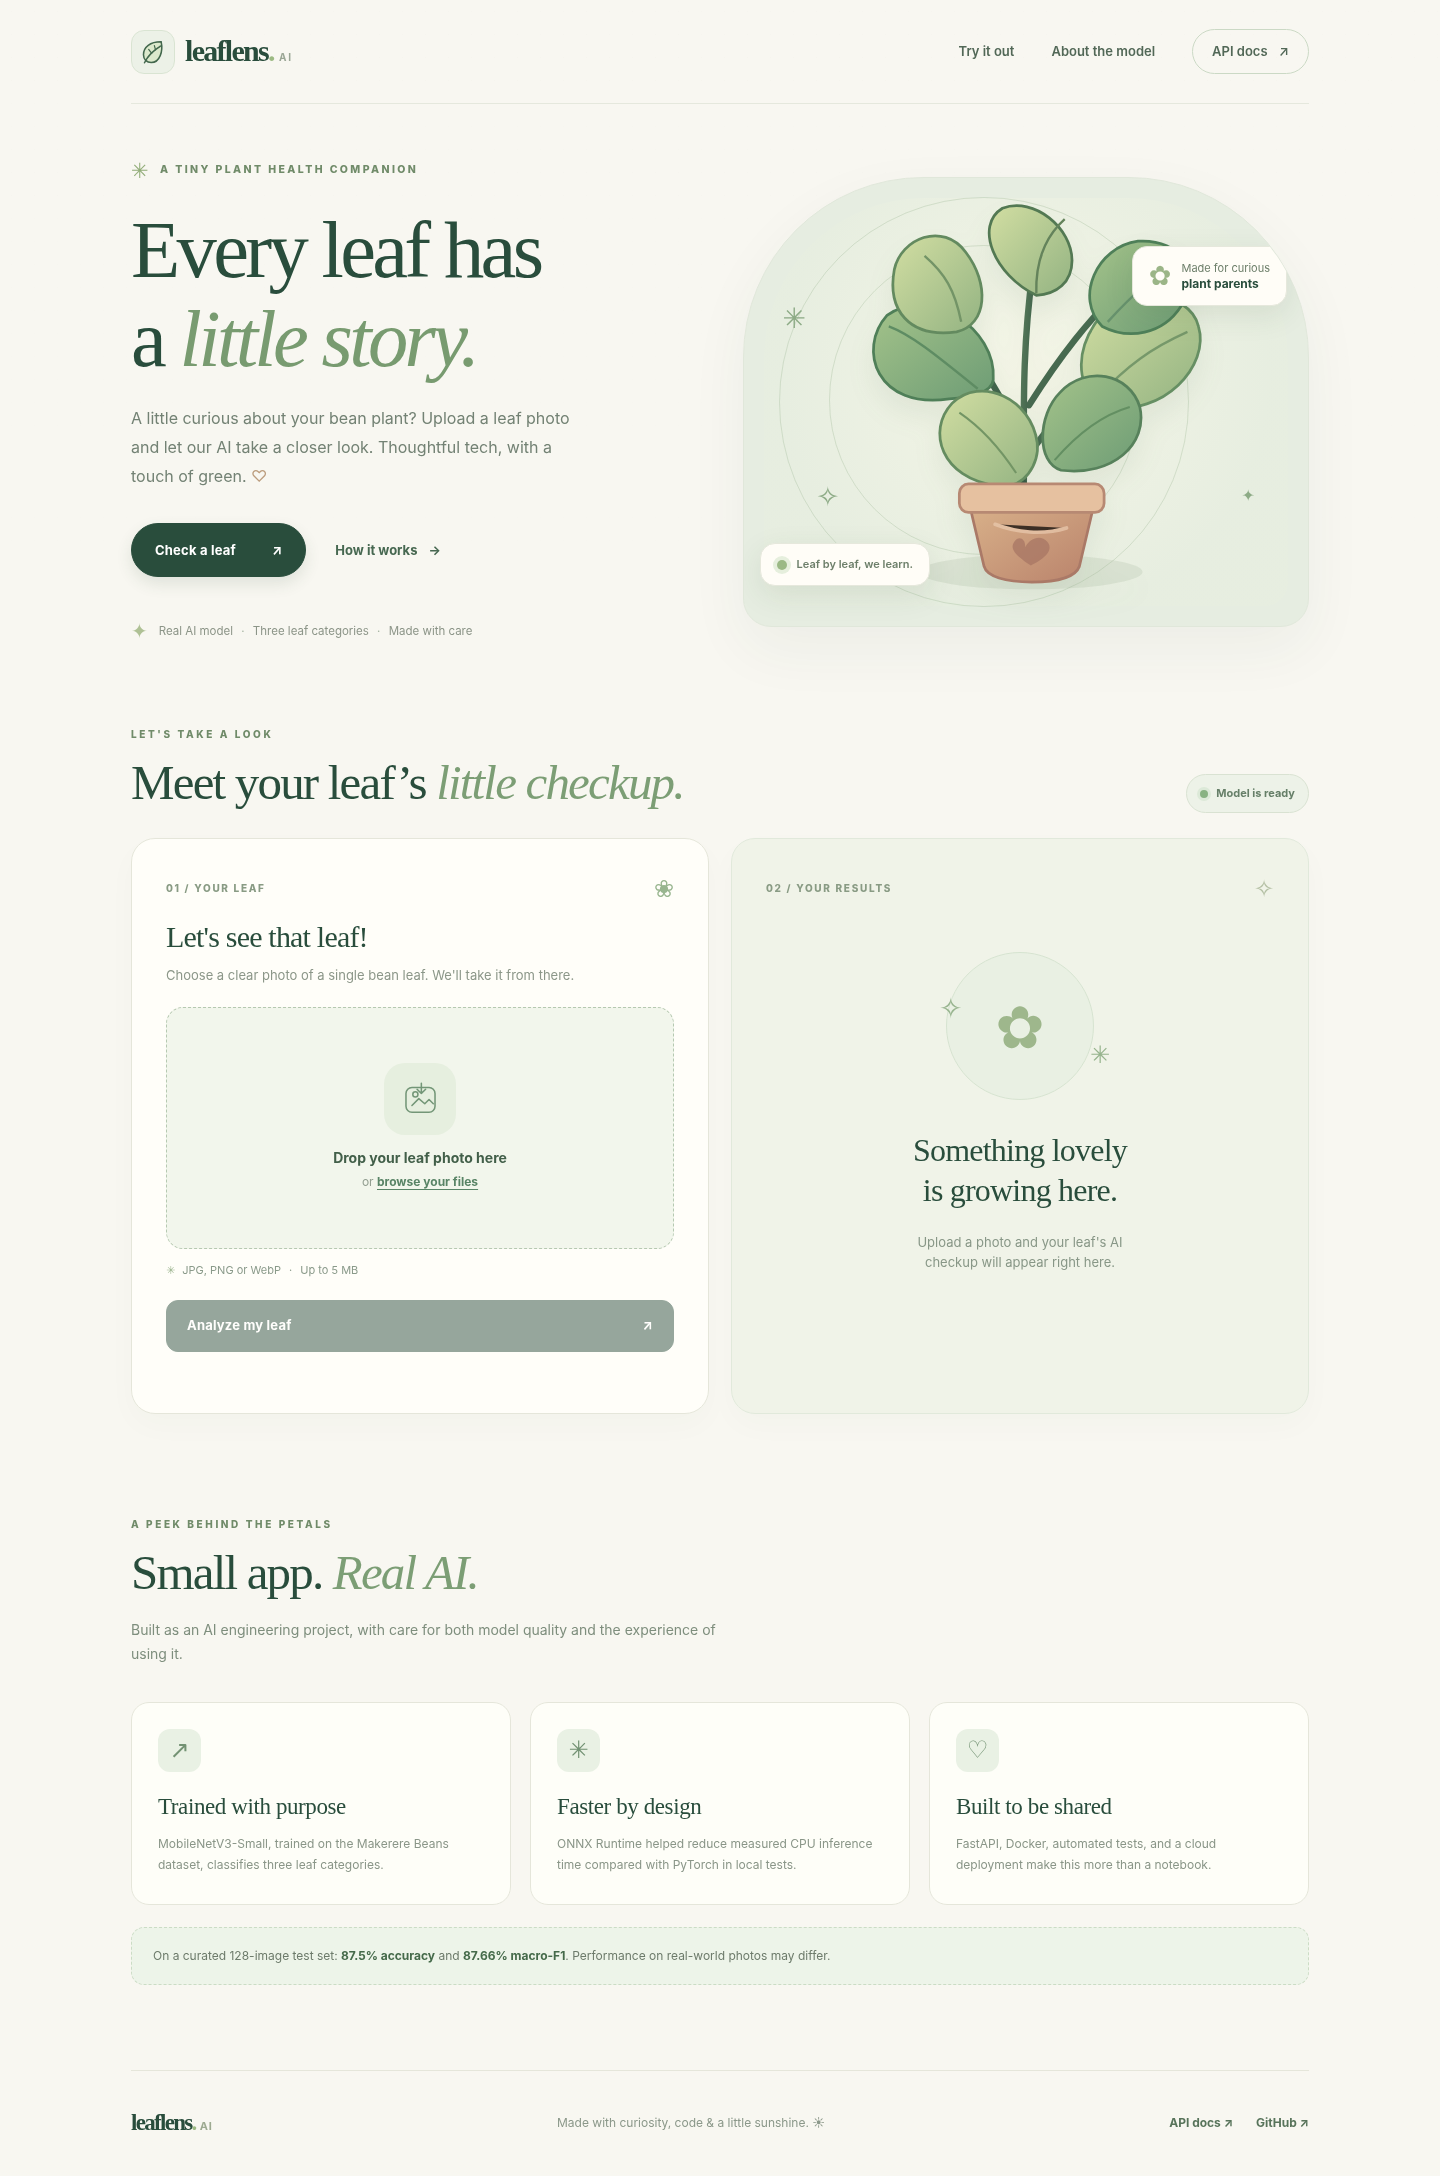 leaflens. AI
Try it out
About the model
API docs ↗
✳ A TINY PLANT HEALTH COMPANION
Every leaf has
a little story.
A little curious about your bean plant? Upload a leaf photo
and let our AI take a closer look. Thoughtful tech, with a
touch of green. ♡
Check a leaf ↗
How it works →
✦ Real AI model · Three leaf categories · Made with care
Made for curious
plant parents
Leaf by leaf, we learn.
LET'S TAKE A LOOK
Meet your leaf’s little checkup.
Model is ready
01 / YOUR LEAF
Let's see that leaf!
Choose a clear photo of a single bean leaf. We'll take it from there.
Drop your leaf photo here
or browse your files
✳ JPG, PNG or WebP · Up to 5 MB
Analyze my leaf ↗
02 / YOUR RESULTS
Something lovely
is growing here.
Upload a photo and your leaf's AI
checkup will appear right here.
A PEEK BEHIND THE PETALS
Small app. Real AI.
Built as an AI engineering project, with care for both model quality and the experience of
using it.
Trained with purpose
MobileNetV3-Small, trained on the Makerere Beans
dataset, classifies three leaf categories.
Faster by design
ONNX Runtime helped reduce measured CPU inference
time compared with PyTorch in local tests.
Built to be shared
FastAPI, Docker, automated tests, and a cloud
deployment make this more than a notebook.
On a curated 128-image test set: 87.5% accuracy and 87.66% macro-F1. Performance on real-world photos may differ.
leaflens. AI
Made with curiosity, code & a little sunshine. ☀
API docs ↗
GitHub ↗